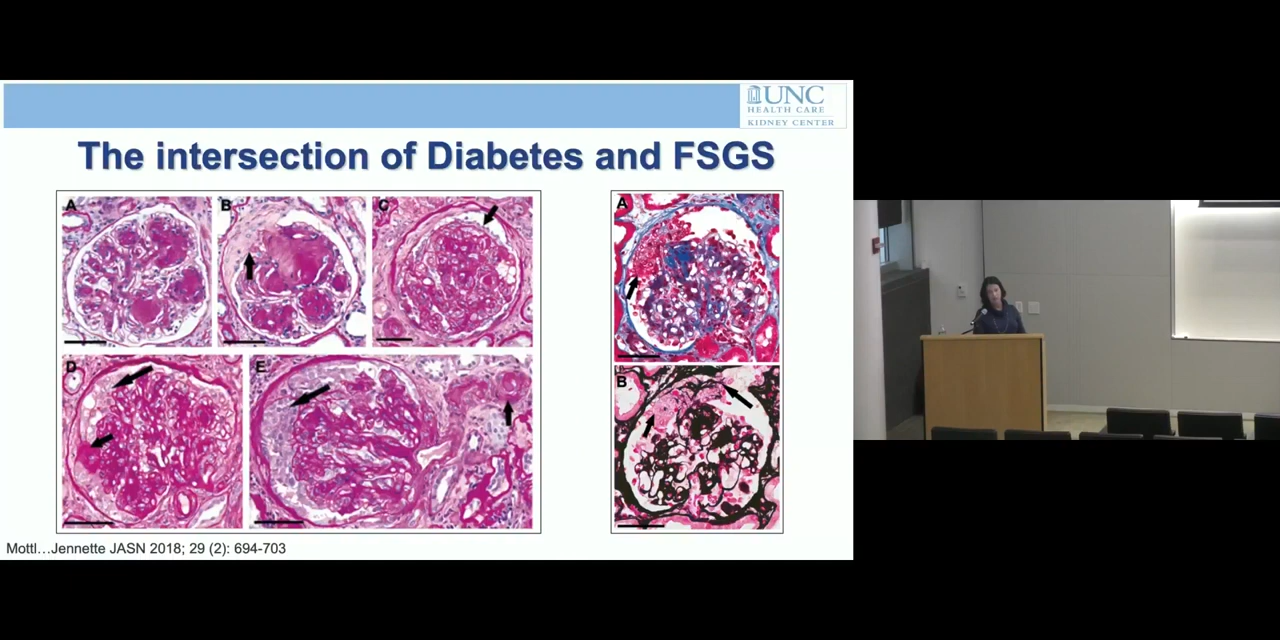 UNC
HEALTH CARE
KIDNEY CENTER
The intersection of Diabetes and FSGS
A
B
C
D
E
A
B
Mottl…Jennette JASN 2018; 29 (2): 694-703